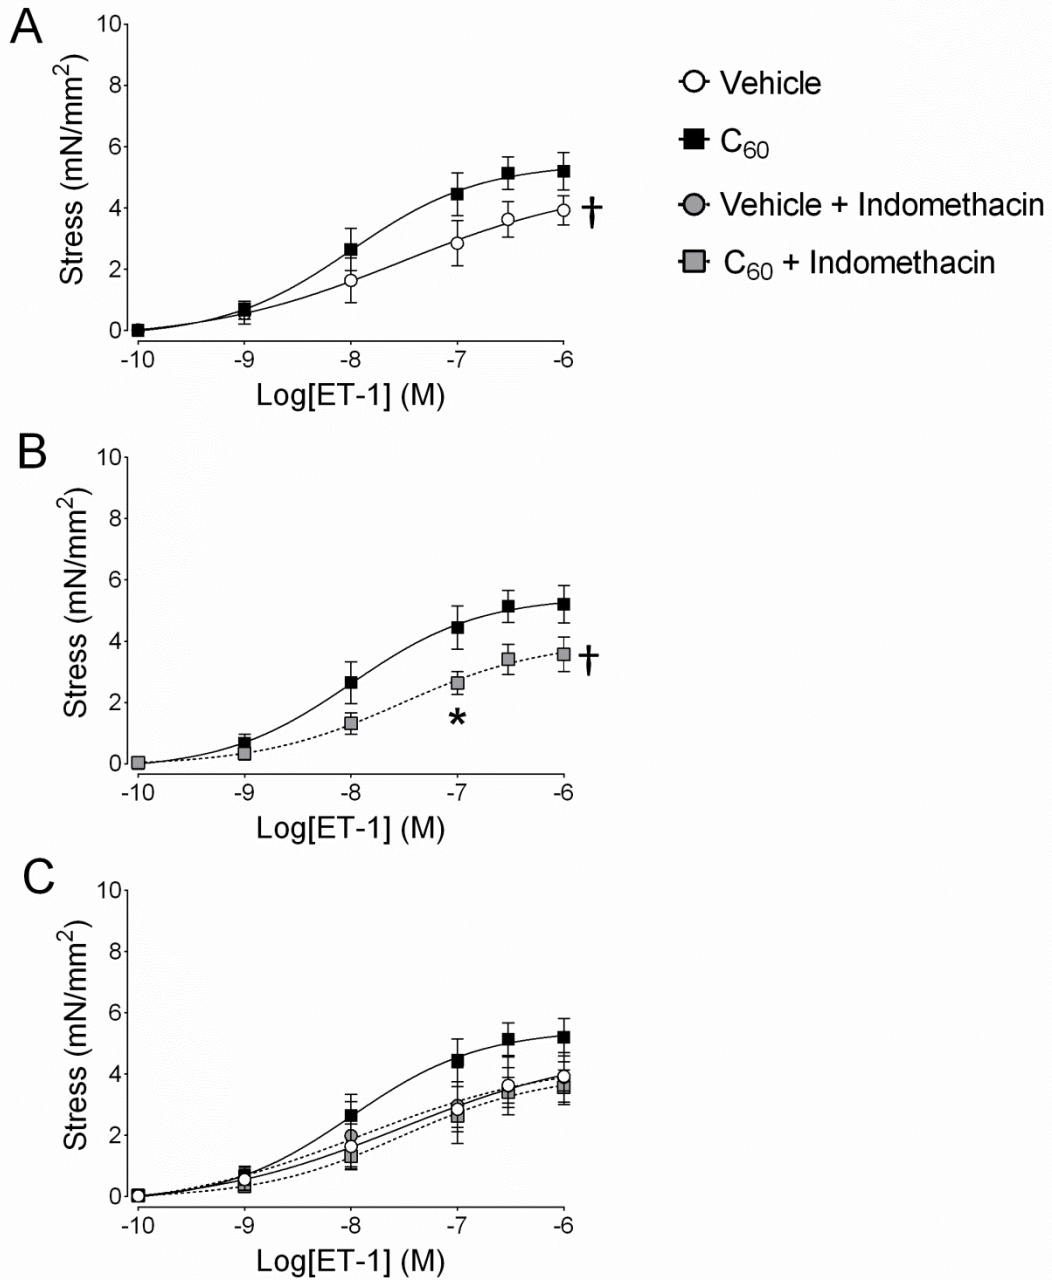 A
10
8
6
4
2
0
Stress (mN/mm²)
-10 -9 -8 -7 -6
Log[ET-1] (M)
†
Vehicle
C₆₀
Vehicle + Indomethacin
C₆₀ + Indomethacin
B
10
8
6
4
2
0
Stress (mN/mm²)
†
*
-10 -9 -8 -7 -6
Log[ET-1] (M)
C
10
8
6
4
2
0
Stress (mN/mm²)
-10 -9 -8 -7 -6
Log[ET-1] (M)